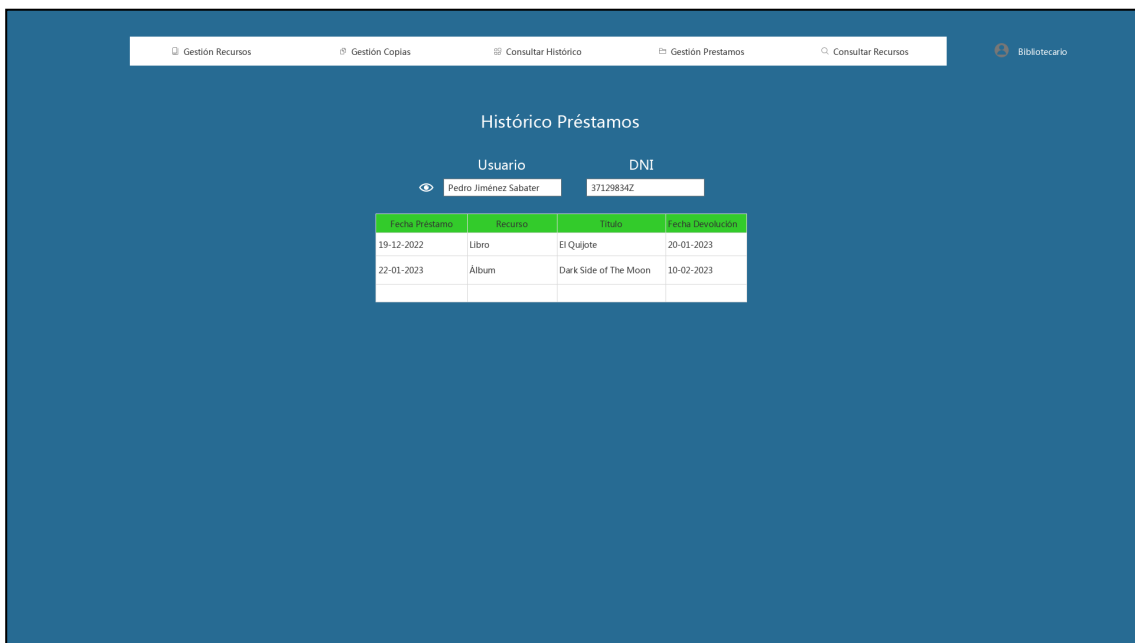 Gestión Recursos Gestión Copias Consultar Histórico Gestión Prestamos Consultar Recursos Bibliotecario
Histórico Préstamos
Usuario DNI
Pedro Jiménez Sabater 37129834Z
Fecha Préstamo Recurso Título Fecha Devolución
19-12-2022 Libro El Quijote 20-01-2023
22-01-2023 Álbum Dark Side of The Moon 10-02-2023